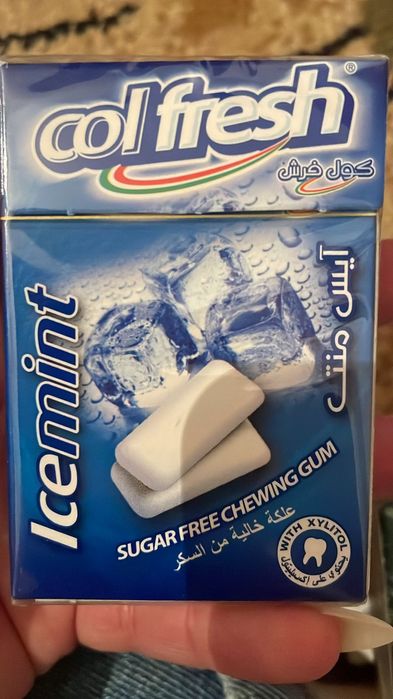 col fresh®
كول فرش
Icemint
آيس منت
SUGAR FREE CHEWING GUM
علكة خالية من السكر
WITH XYLITOL
يحتوي على اكسيليتول